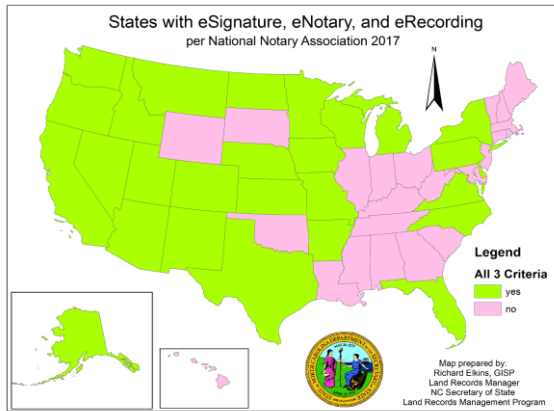 States with eSignature, eNotary, and eRecording
per National Notary Association 2017
N
Legend
All 3 Criteria
yes
no
Map prepared by:
Richard Elkins, GISP
Land Records Manager
NC Secretary of State
Land Records Management Program